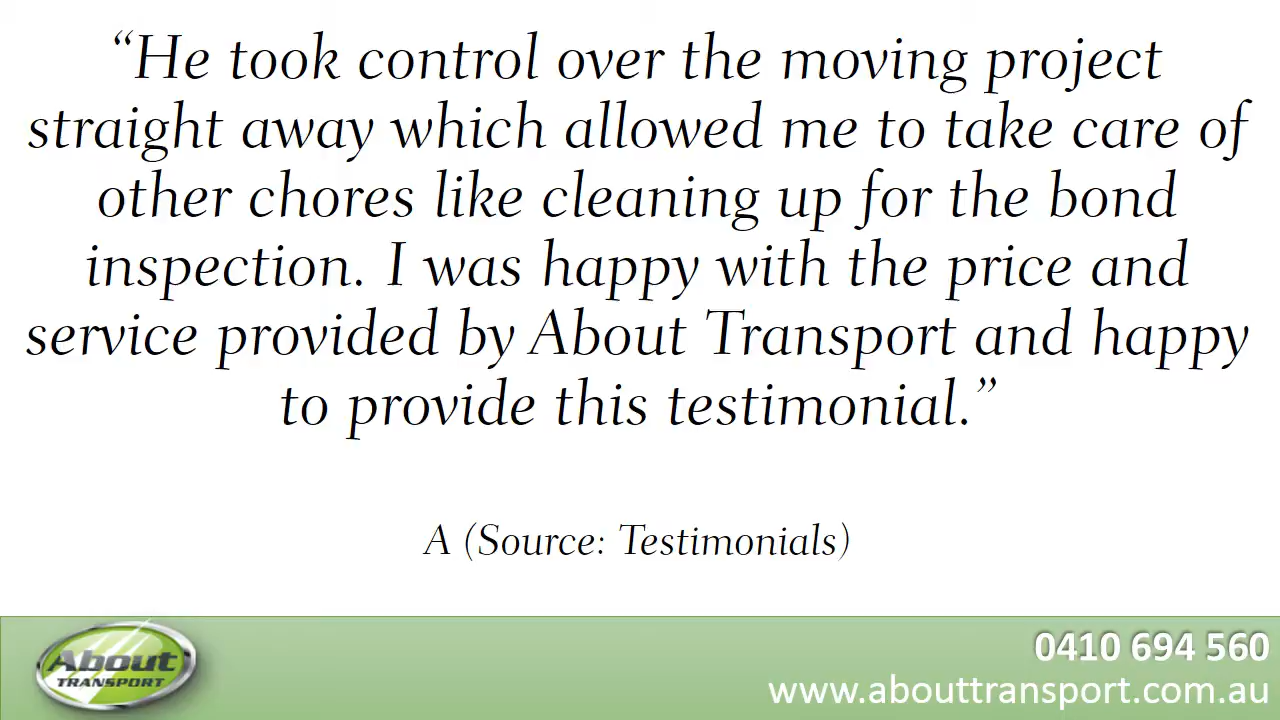 “He took control over the moving project
straight away which allowed me to take care of
other chores like cleaning up for the bond
inspection. I was happy with the price and
service provided by About Transport and happy
to provide this testimonial.”
A (Source: Testimonials)
About
TRANSPORT
0410 694 560
www.abouttransport.com.au